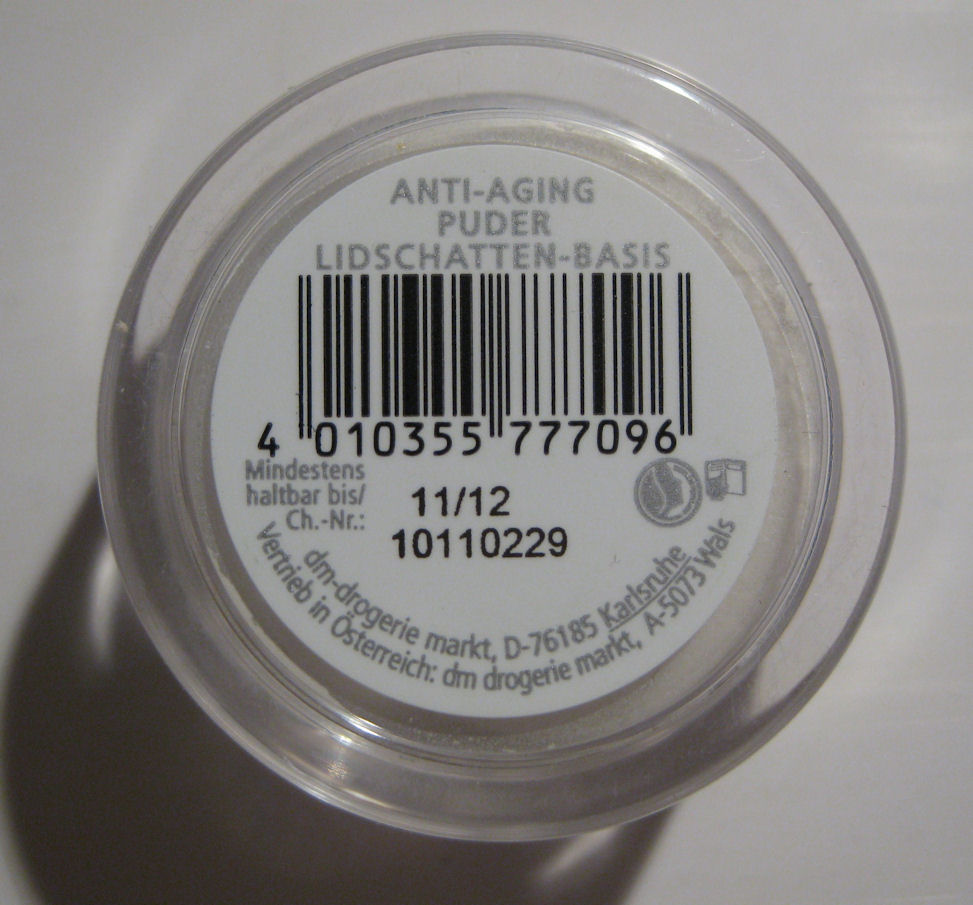 ANTI-AGING
PUDER
LIDSCHATTEN-BASIS
4 010355 777096
Mindestens
haltbar bis/
Ch.-Nr.:
11/12
10110229
dm-drogerie markt, D-76185 Karlsruhe
Vertrieb in Österreich: dm drogerie markt, A-5073 Wals